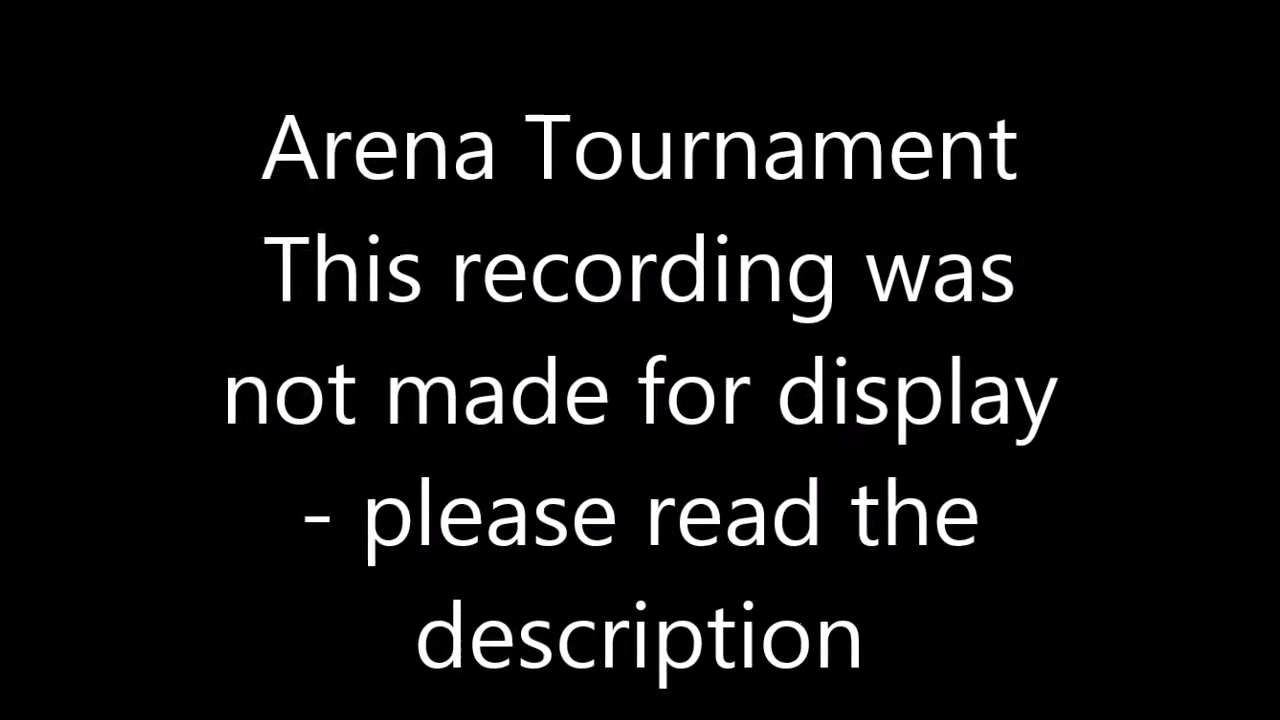 Arena Tournament
This recording was
not made for display
- please read the
description